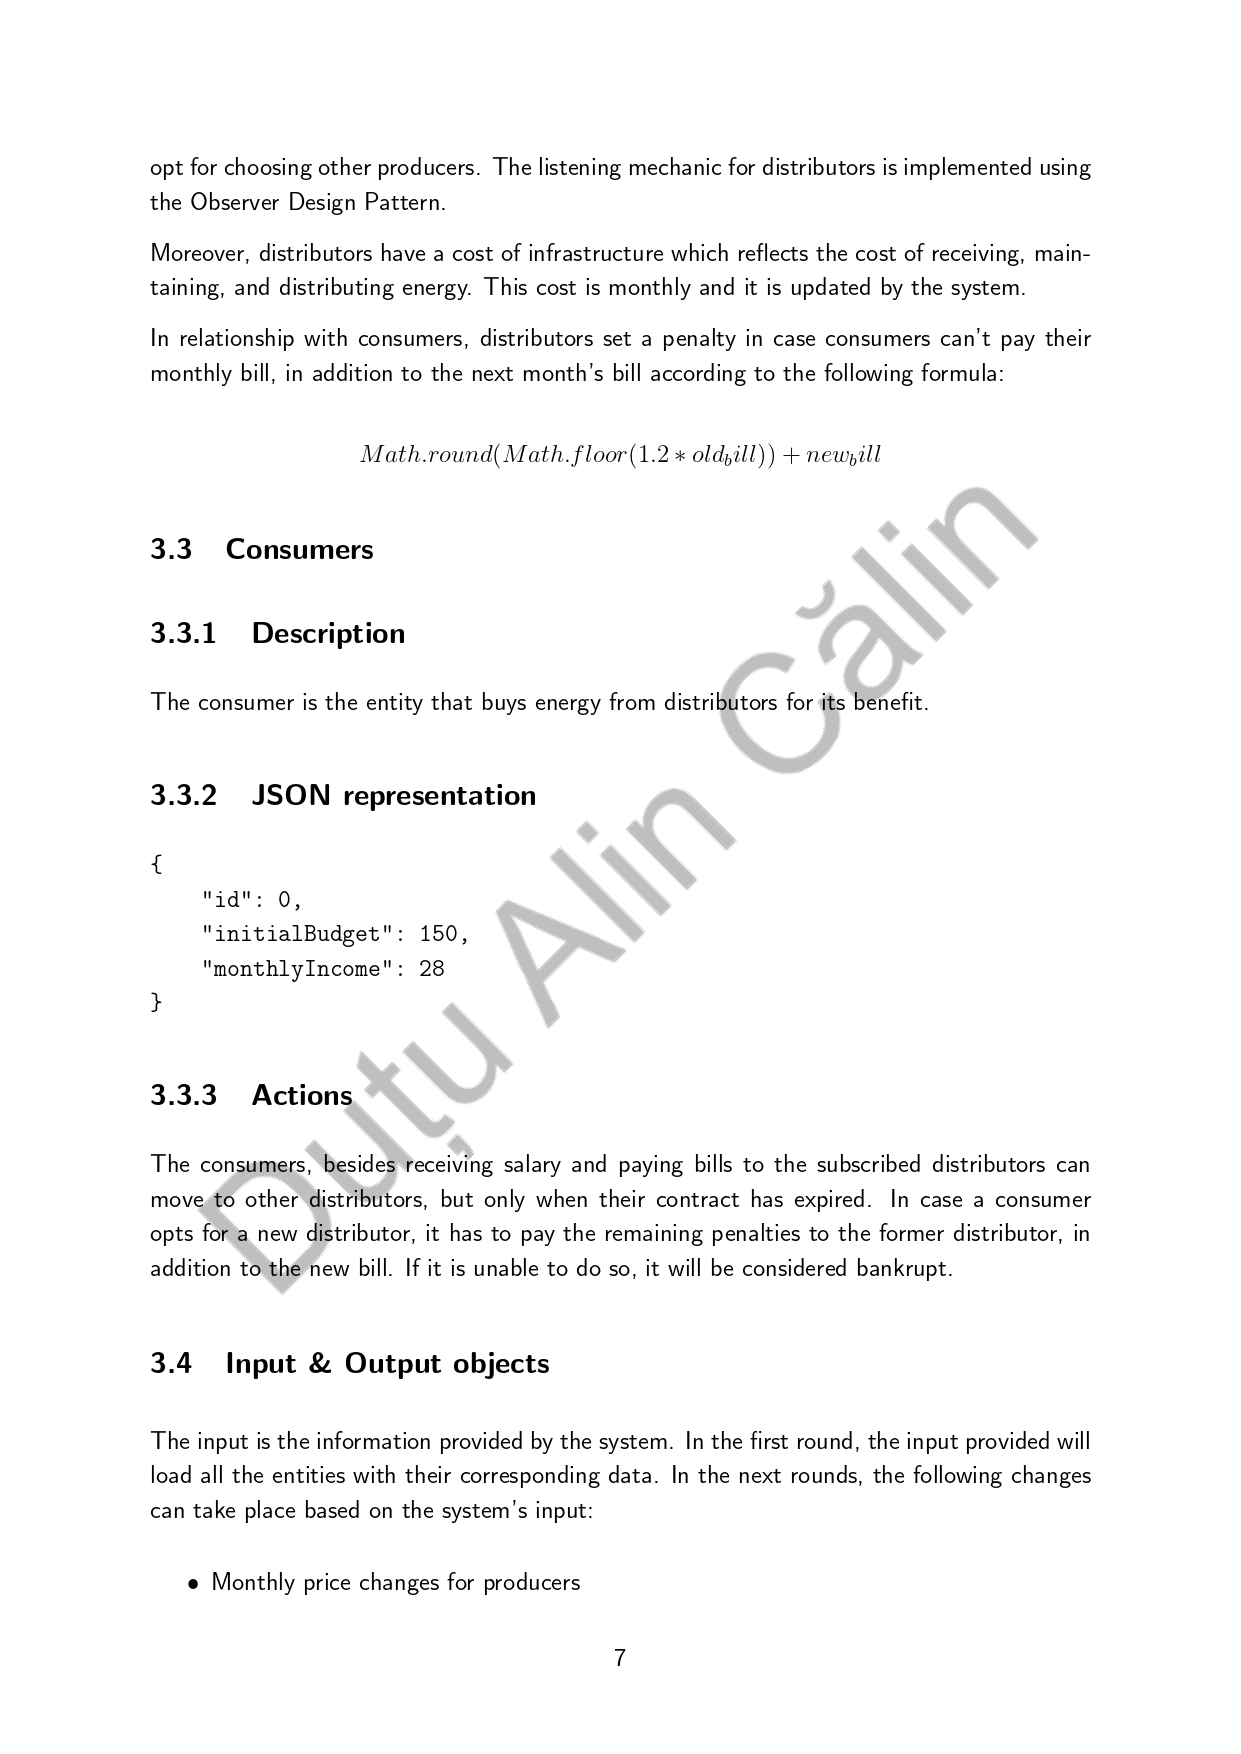 opt for choosing other producers. The listening mechanic for distributors is implemented using
the Observer Design Pattern.
Moreover, distributors have a cost of infrastructure which reflects the cost of receiving, main-
taining, and distributing energy. This cost is monthly and it is updated by the system.
In relationship with consumers, distributors set a penalty in case consumers can't pay their
monthly bill, in addition to the next month's bill according to the following formula:
Math.round(Math.floor(1.2 ∗ old_bill)) + new_bill
3.3 Consumers
3.3.1 Description
The consumer is the entity that buys energy from distributors for its benefit.
3.3.2 JSON representation
{
"id": 0,
"initialBudget": 150,
"monthlyIncome": 28
}
3.3.3 Actions
The consumers, besides receiving salary and paying bills to the subscribed distributors can
move to other distributors, but only when their contract has expired. In case a consumer
opts for a new distributor, it has to pay the remaining penalties to the former distributor, in
addition to the new bill. If it is unable to do so, it will be considered bankrupt.
3.4 Input & Output objects
The input is the information provided by the system. In the first round, the input provided will
load all the entities with their corresponding data. In the next rounds, the following changes
can take place based on the system's input:
• Monthly price changes for producers
7
Duțu Alin Călin